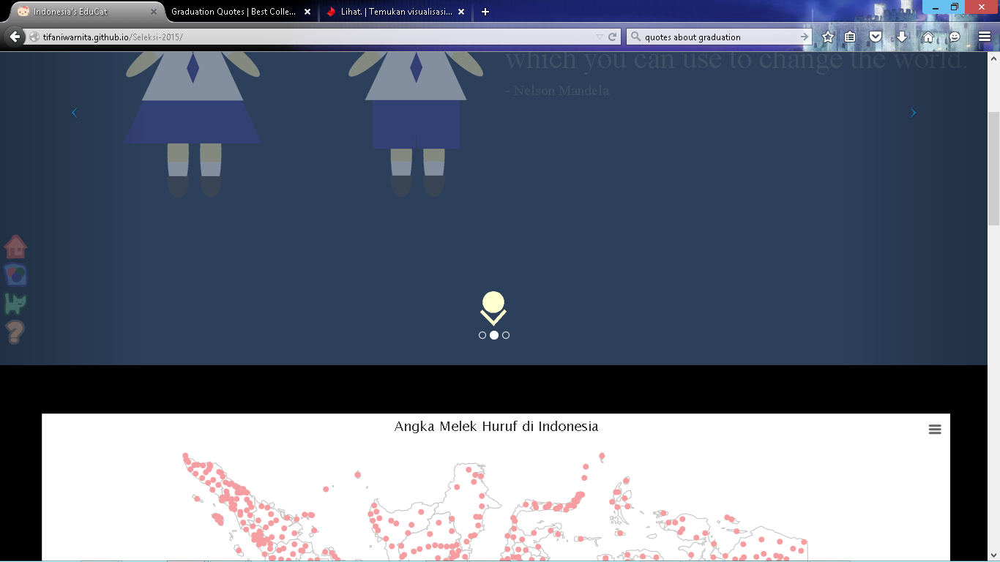 Indonesia's EduCat
Graduation Quotes | Best Colle...
Lihat. | Temukan visualisasi...
tifaniwarnita.github.io/Seleksi-2015/
quotes about graduation
which you can use to change the world.
- Nelson Mandela
Angka Melek Huruf di Indonesia